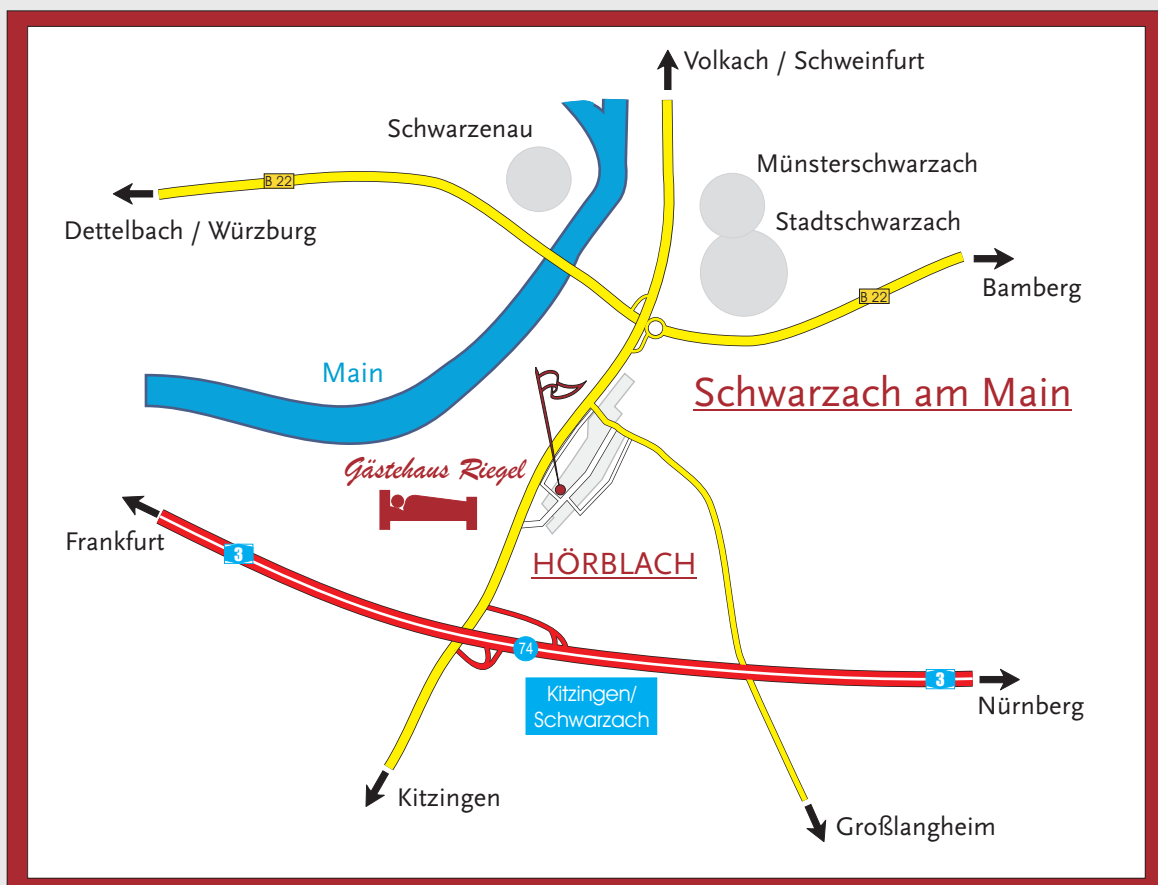 Volkach / Schweinfurt
Schwarzenau
Münsterschwarzach
B 22
Dettelbach / Würzburg
Stadtschwarzach
Bamberg
B 22
Main
Schwarzach am Main
Gästehaus Riegel
Frankfurt
3
HÖRBLACH
74
3
Kitzingen/
Schwarzach
Nürnberg
Kitzingen
Großlangheim